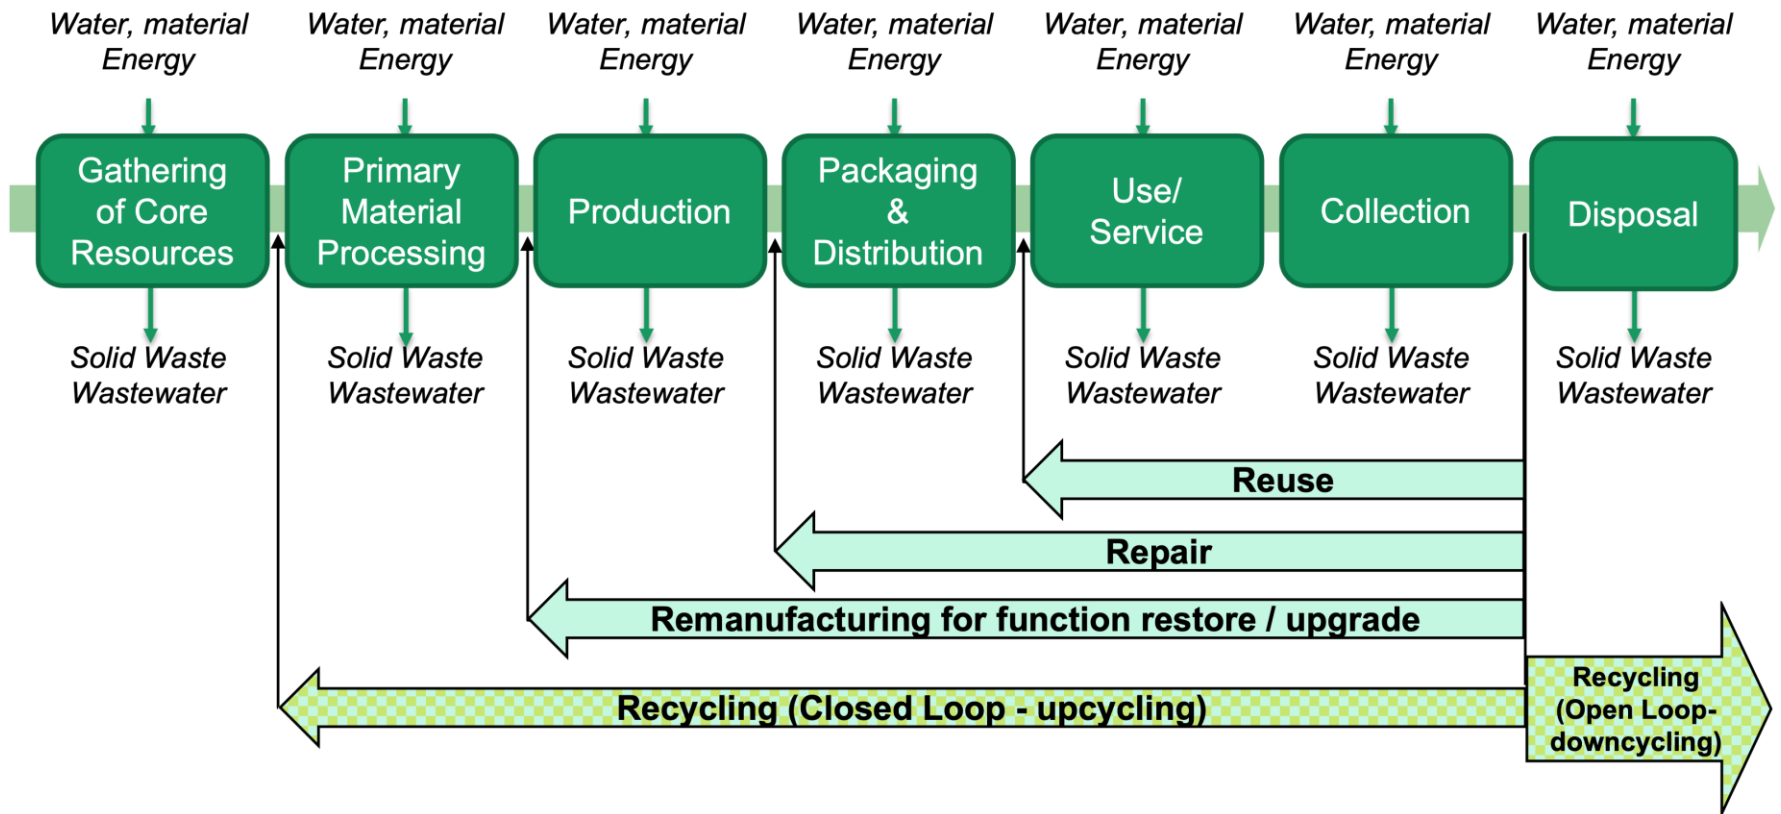 Water, material
Energy
Water, material
Energy
Water, material
Energy
Water, material
Energy
Water, material
Energy
Water, material
Energy
Water, material
Energy
Gathering
of Core
Resources
Primary
Material
Processing
Production
Packaging
&
Distribution
Use/
Service
Collection
Disposal
Solid Waste
Wastewater
Solid Waste
Wastewater
Solid Waste
Wastewater
Solid Waste
Wastewater
Solid Waste
Wastewater
Solid Waste
Wastewater
Solid Waste
Wastewater
Reuse
Repair
Remanufacturing for function restore / upgrade
Recycling (Closed Loop - upcycling)
Recycling
(Open Loop-
downcycling)